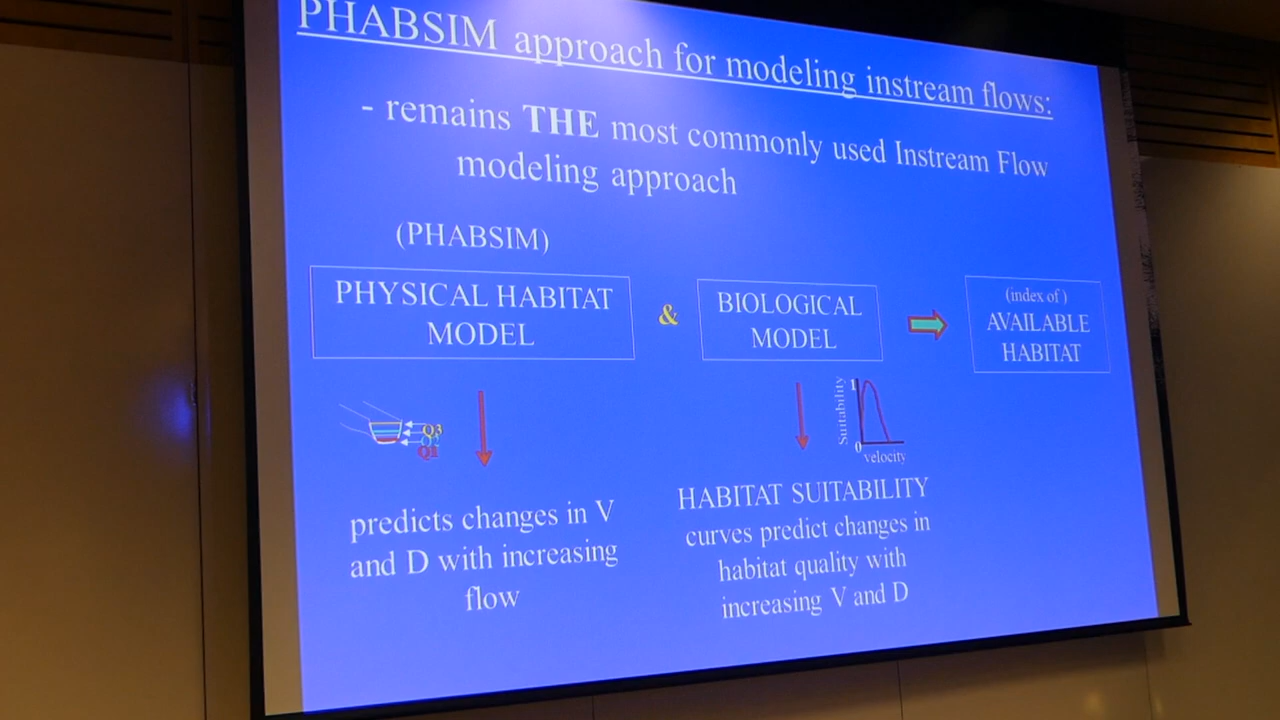 PHABSIM approach for modeling instream flows:
- remains THE most commonly used Instream Flow
modeling approach
(PHABSIM)
PHYSICAL HABITAT
MODEL
&
BIOLOGICAL
MODEL
(index of )
AVAILABLE
HABITAT
Q3
Q2
Q1
Suitability
1
0
velocity
predicts changes in V
and D with increasing
flow
HABITAT SUITABILITY
curves predict changes in
habitat quality with
increasing V and D